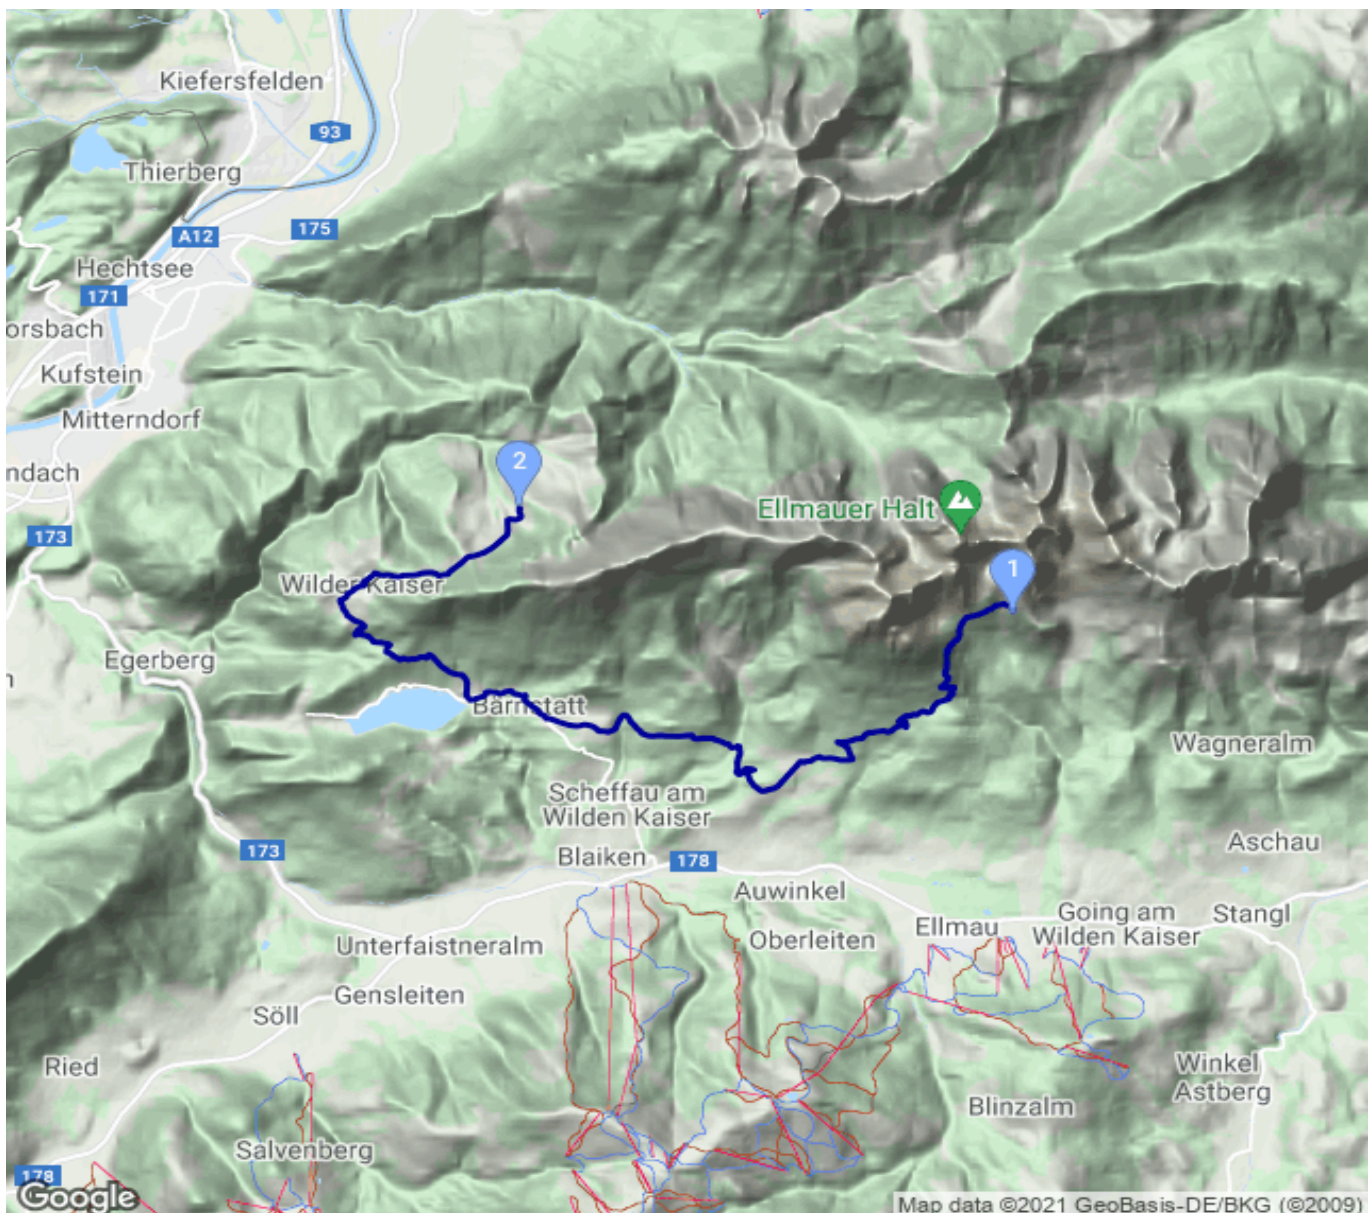 Kiefersfelden
93
Thierberg
175
A12
Hechtsee
171
orsbach
Kufstein
Mitterndorf
ndach
2
Ellmauer Halt
173
1
Wilder Kaiser
Egerberg
n
Bärnstatt
Wagneralm
Scheffau am
Wilden Kaiser
173
Blaiken
178
Aschau
Auwinkel
Going am
Wilden Kaiser
Stangl
Ellmau
Unterfaistneralm
Oberleiten
Gensleiten
Söll
Ried
Winkel
Astberg
Blinzalm
Salvenberg
178
Google
Map data ©2021 GeoBasis-DE/BKG (©2009)